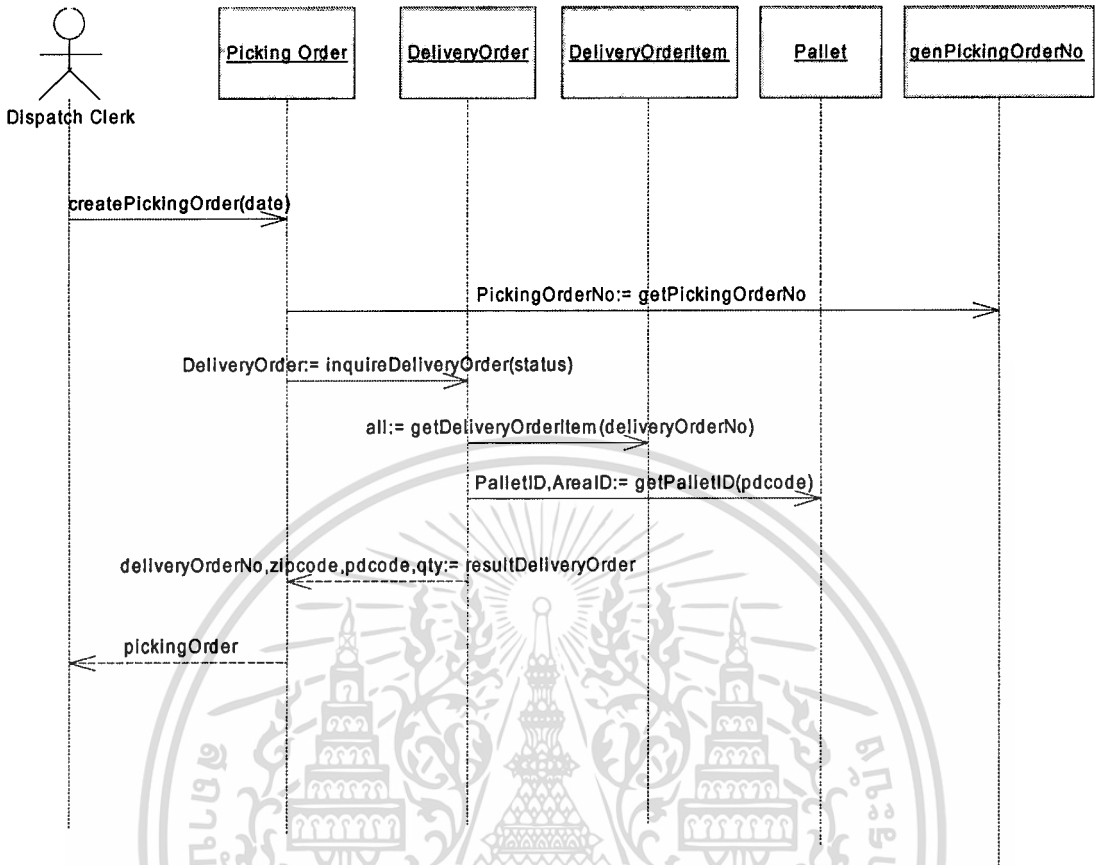 Picking Order
DeliveryOrder
DeliveryOrderItem
Pallet
genPickingOrderNo
Dispatch Clerk
createPickingOrder(date)
PickingOrderNo:= getPickingOrderNo
DeliveryOrder:= inquireDeliveryOrder(status)
all:= getDeliveryOrderItem(deliveryOrderNo)
PalletID,AreaID:= getPalletID(pdcode)
deliveryOrderNo,zipcode,pdcode,qty:= resultDeliveryOrder
pickingOrder